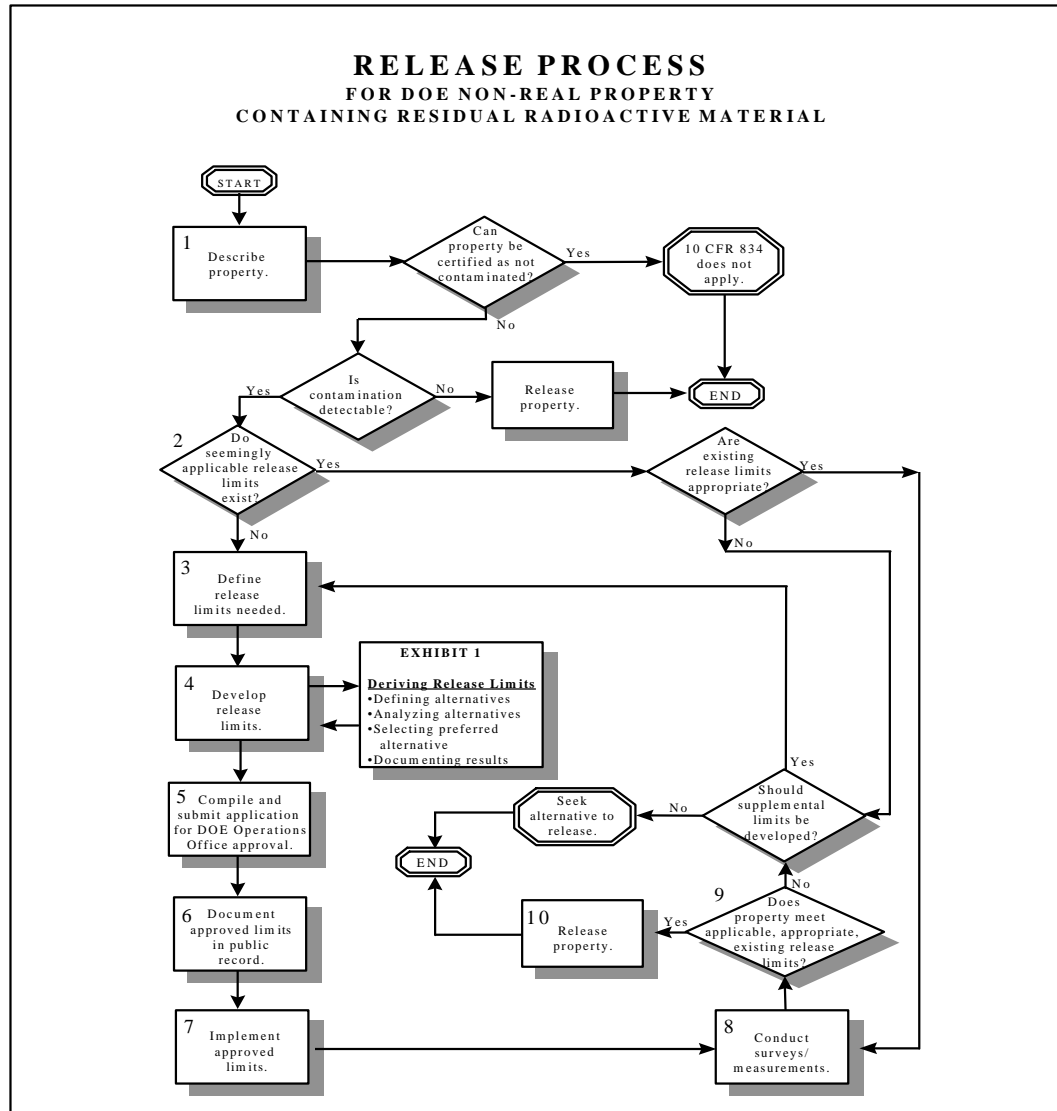 RELEASE PROCESS
FOR DOE NON-REAL PROPERTY
CONTAINING RESIDUAL RADIOACTIVE MATERIAL
START
1
Describe
property.
Can
property be
certified as not
contaminated?
Yes
10 CFR 834
does not
apply.
No
Is
contamination
detectable?
Yes
No
Release
property.
END
2
Do
seemingly
applicable release
limits
exist?
Yes
Are
existing
release limits
appropriate?
Yes
No
No
3
Define
release
limits needed.
4
Develop
release
limits.
EXHIBIT 1
Deriving Release Limits
•Defining alternatives
•Analyzing alternatives
•Selecting preferred
alternative
•Documenting results
5
Compile and
submit application
for DOE Operations
Office approval.
Seek
alternative to
release.
No
Yes
Should
supplemental
limits be
developed?
END
6
Document
approved limits
in public
record.
10
Release
property.
Yes
9
No
Does
property meet
applicable, appropriate,
existing release
limits?
7
Implement
approved
limits.
8
Conduct
surveys/
measurements.